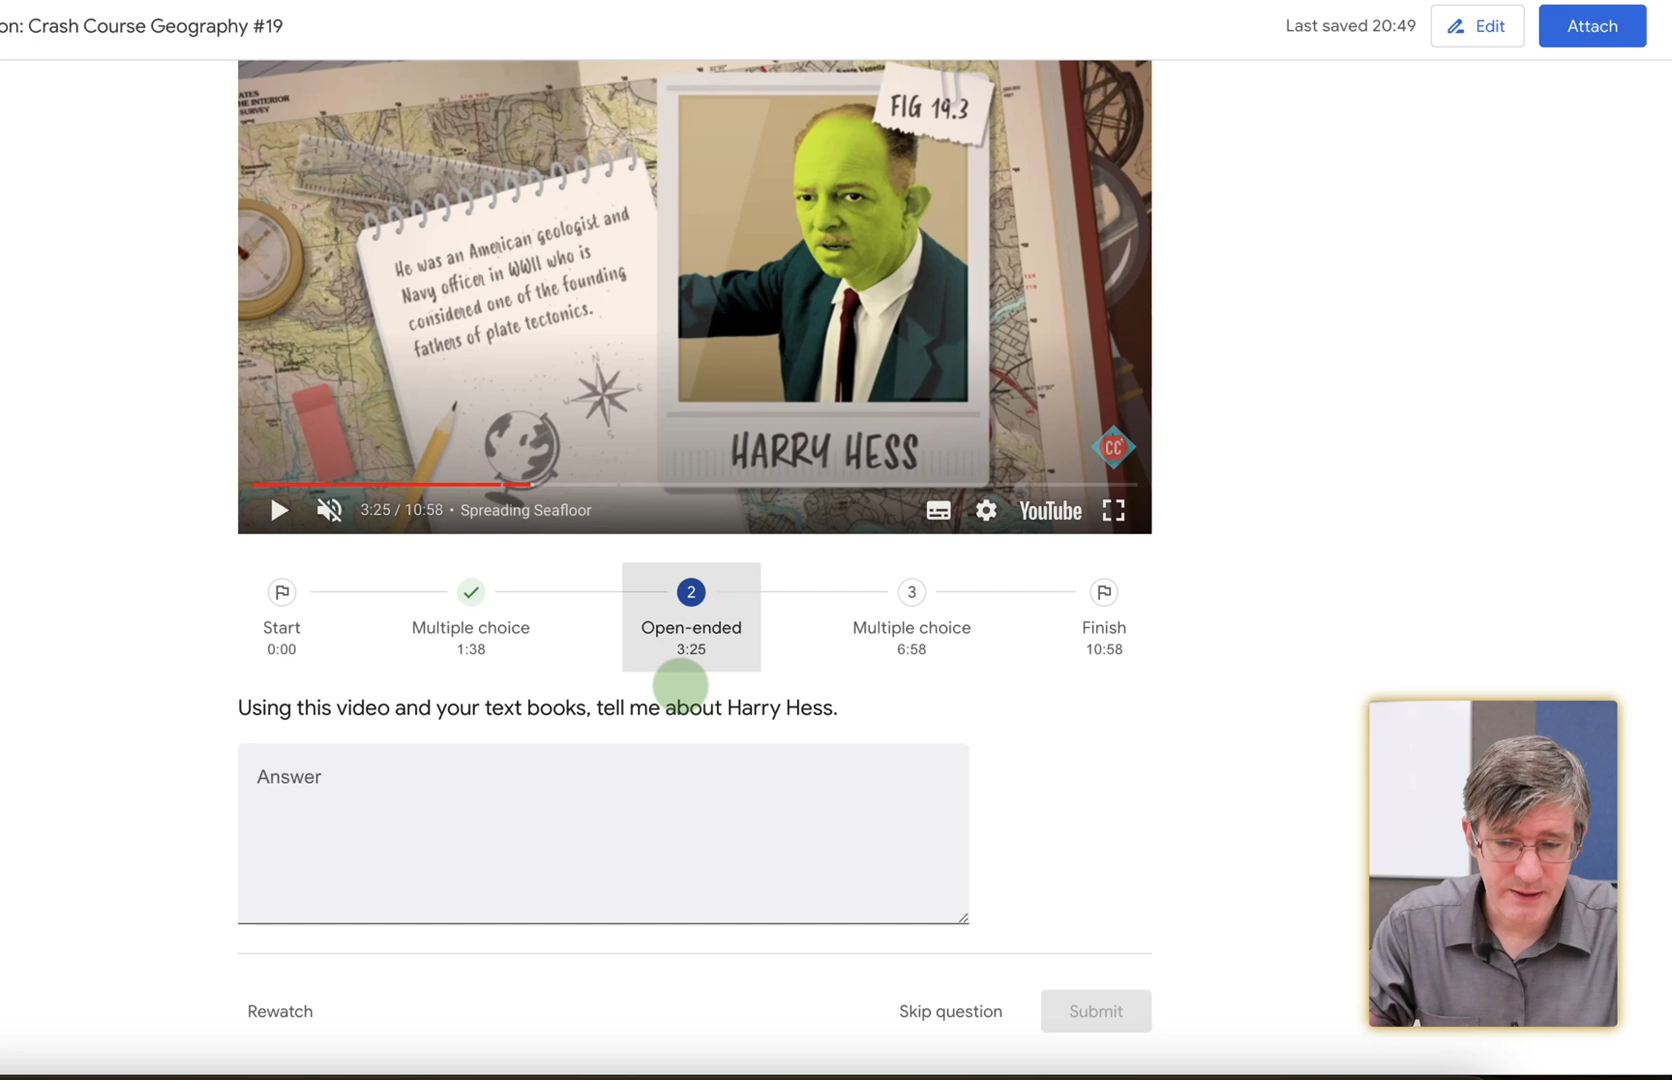 on: Crash Course Geography #19
Last saved 20:49
Edit
Attach
ATES
HE INTERIOR
SURVEY
FIG 19.3
He was an American geologist and
Navy officer in WWII who is
considered one of the founding
fathers of plate tectonics.
N
E
S
HARRY HESS
CC
3:25 / 10:58 • Spreading Seafloor
YouTube
2
3
Start
Multiple choice
Open-ended
Multiple choice
Finish
0:00
1:38
3:25
6:58
10:58
Using this video and your text books, tell me about Harry Hess.
Answer
Rewatch
Skip question
Submit